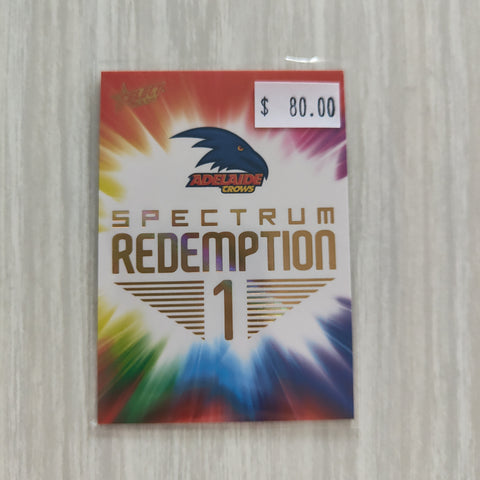 $ 80.00
ADELAIDE
CROWS
SPECTRUM
REDEMPTION
1